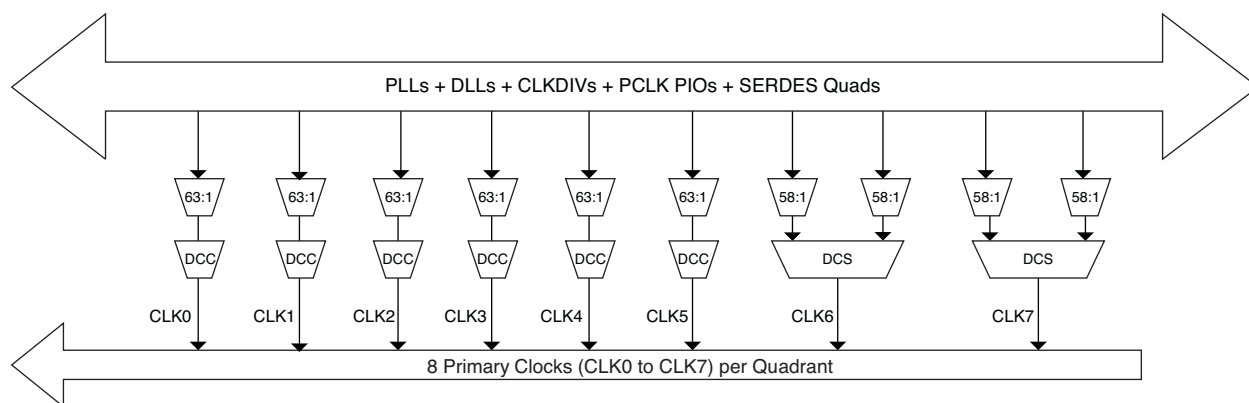 PLLs + DLLs + CLKDIVs + PCLK PIOs + SERDES Quads
63:1 63:1 63:1 63:1 63:1 63:1 58:1 58:1 58:1 58:1
DCC DCC DCC DCC DCC DCC DCS DCS
CLK0 CLK1 CLK2 CLK3 CLK4 CLK5 CLK6 CLK7
8 Primary Clocks (CLK0 to CLK7) per Quadrant